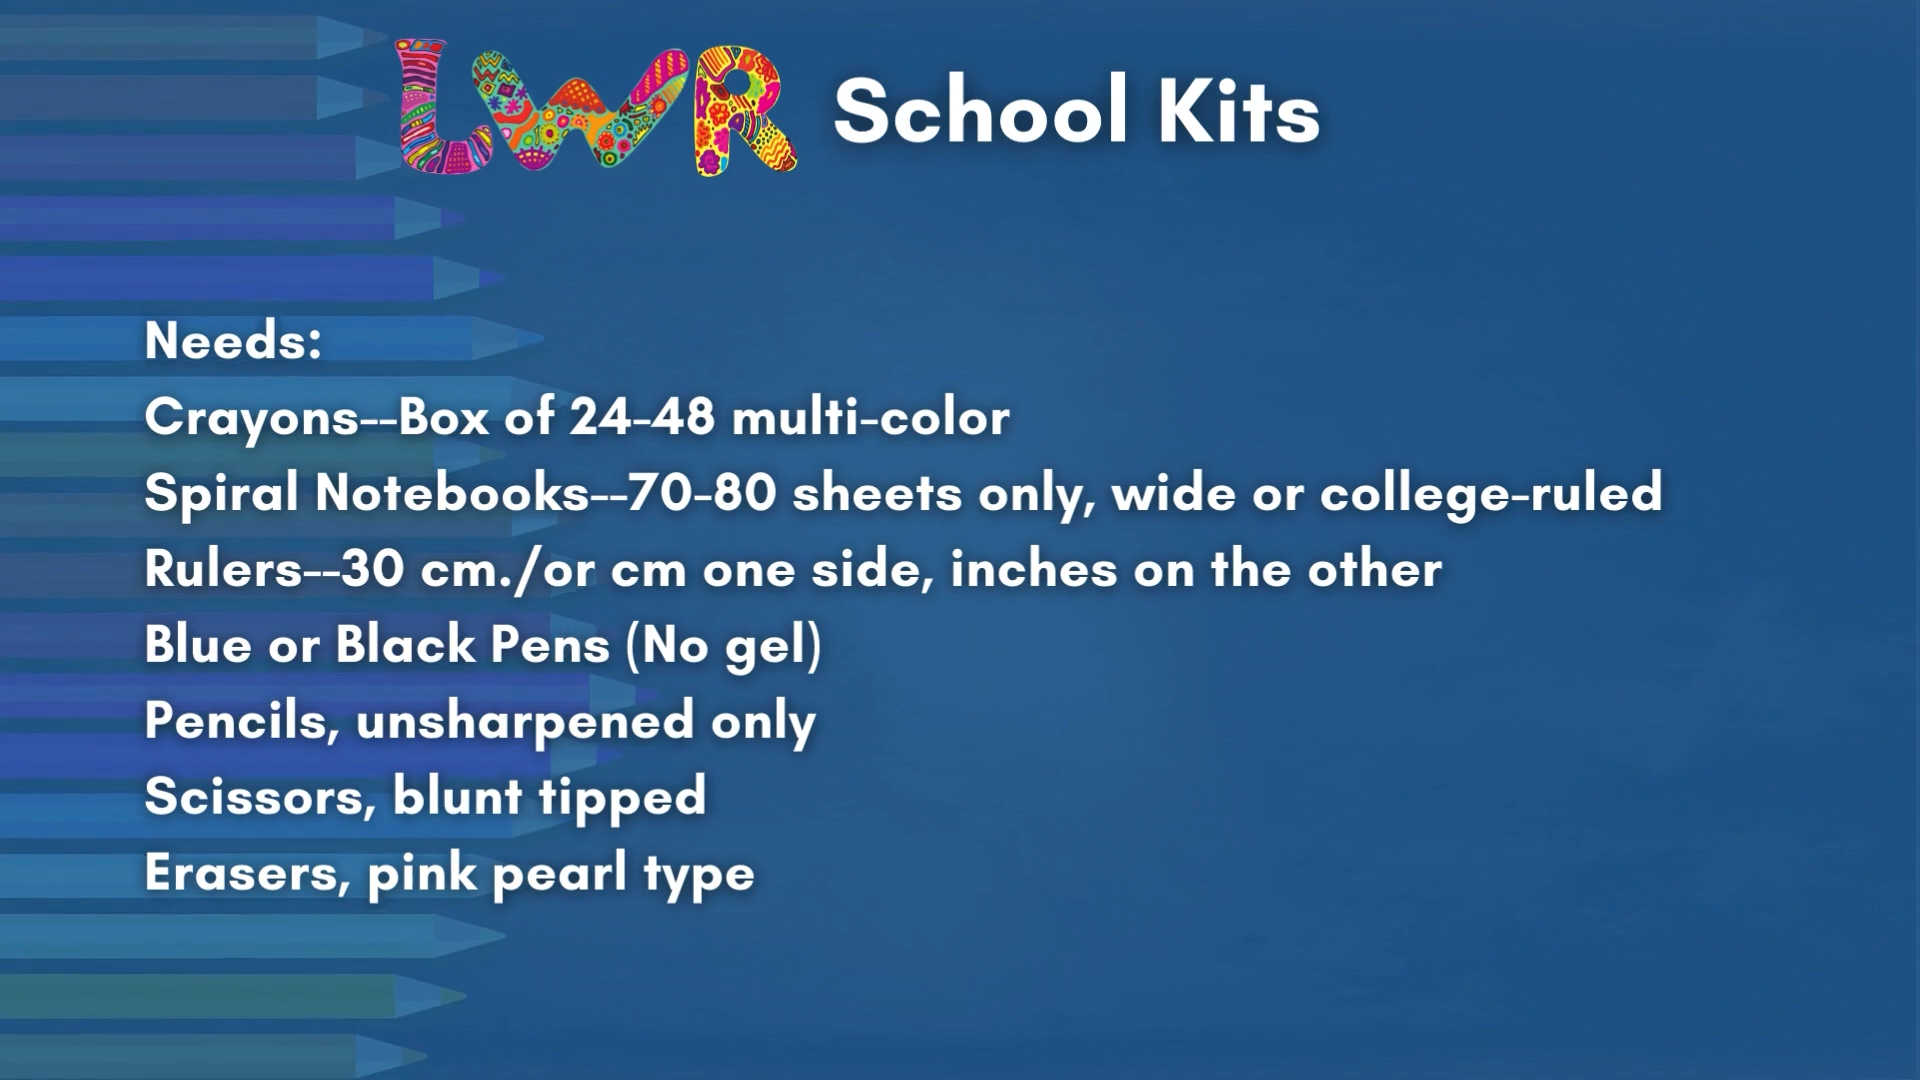 LWR School Kits
Needs:
Crayons--Box of 24-48 multi-color
Spiral Notebooks--70-80 sheets only, wide or college-ruled
Rulers--30 cm./or cm one side, inches on the other
Blue or Black Pens (No gel)
Pencils, unsharpened only
Scissors, blunt tipped
Erasers, pink pearl type